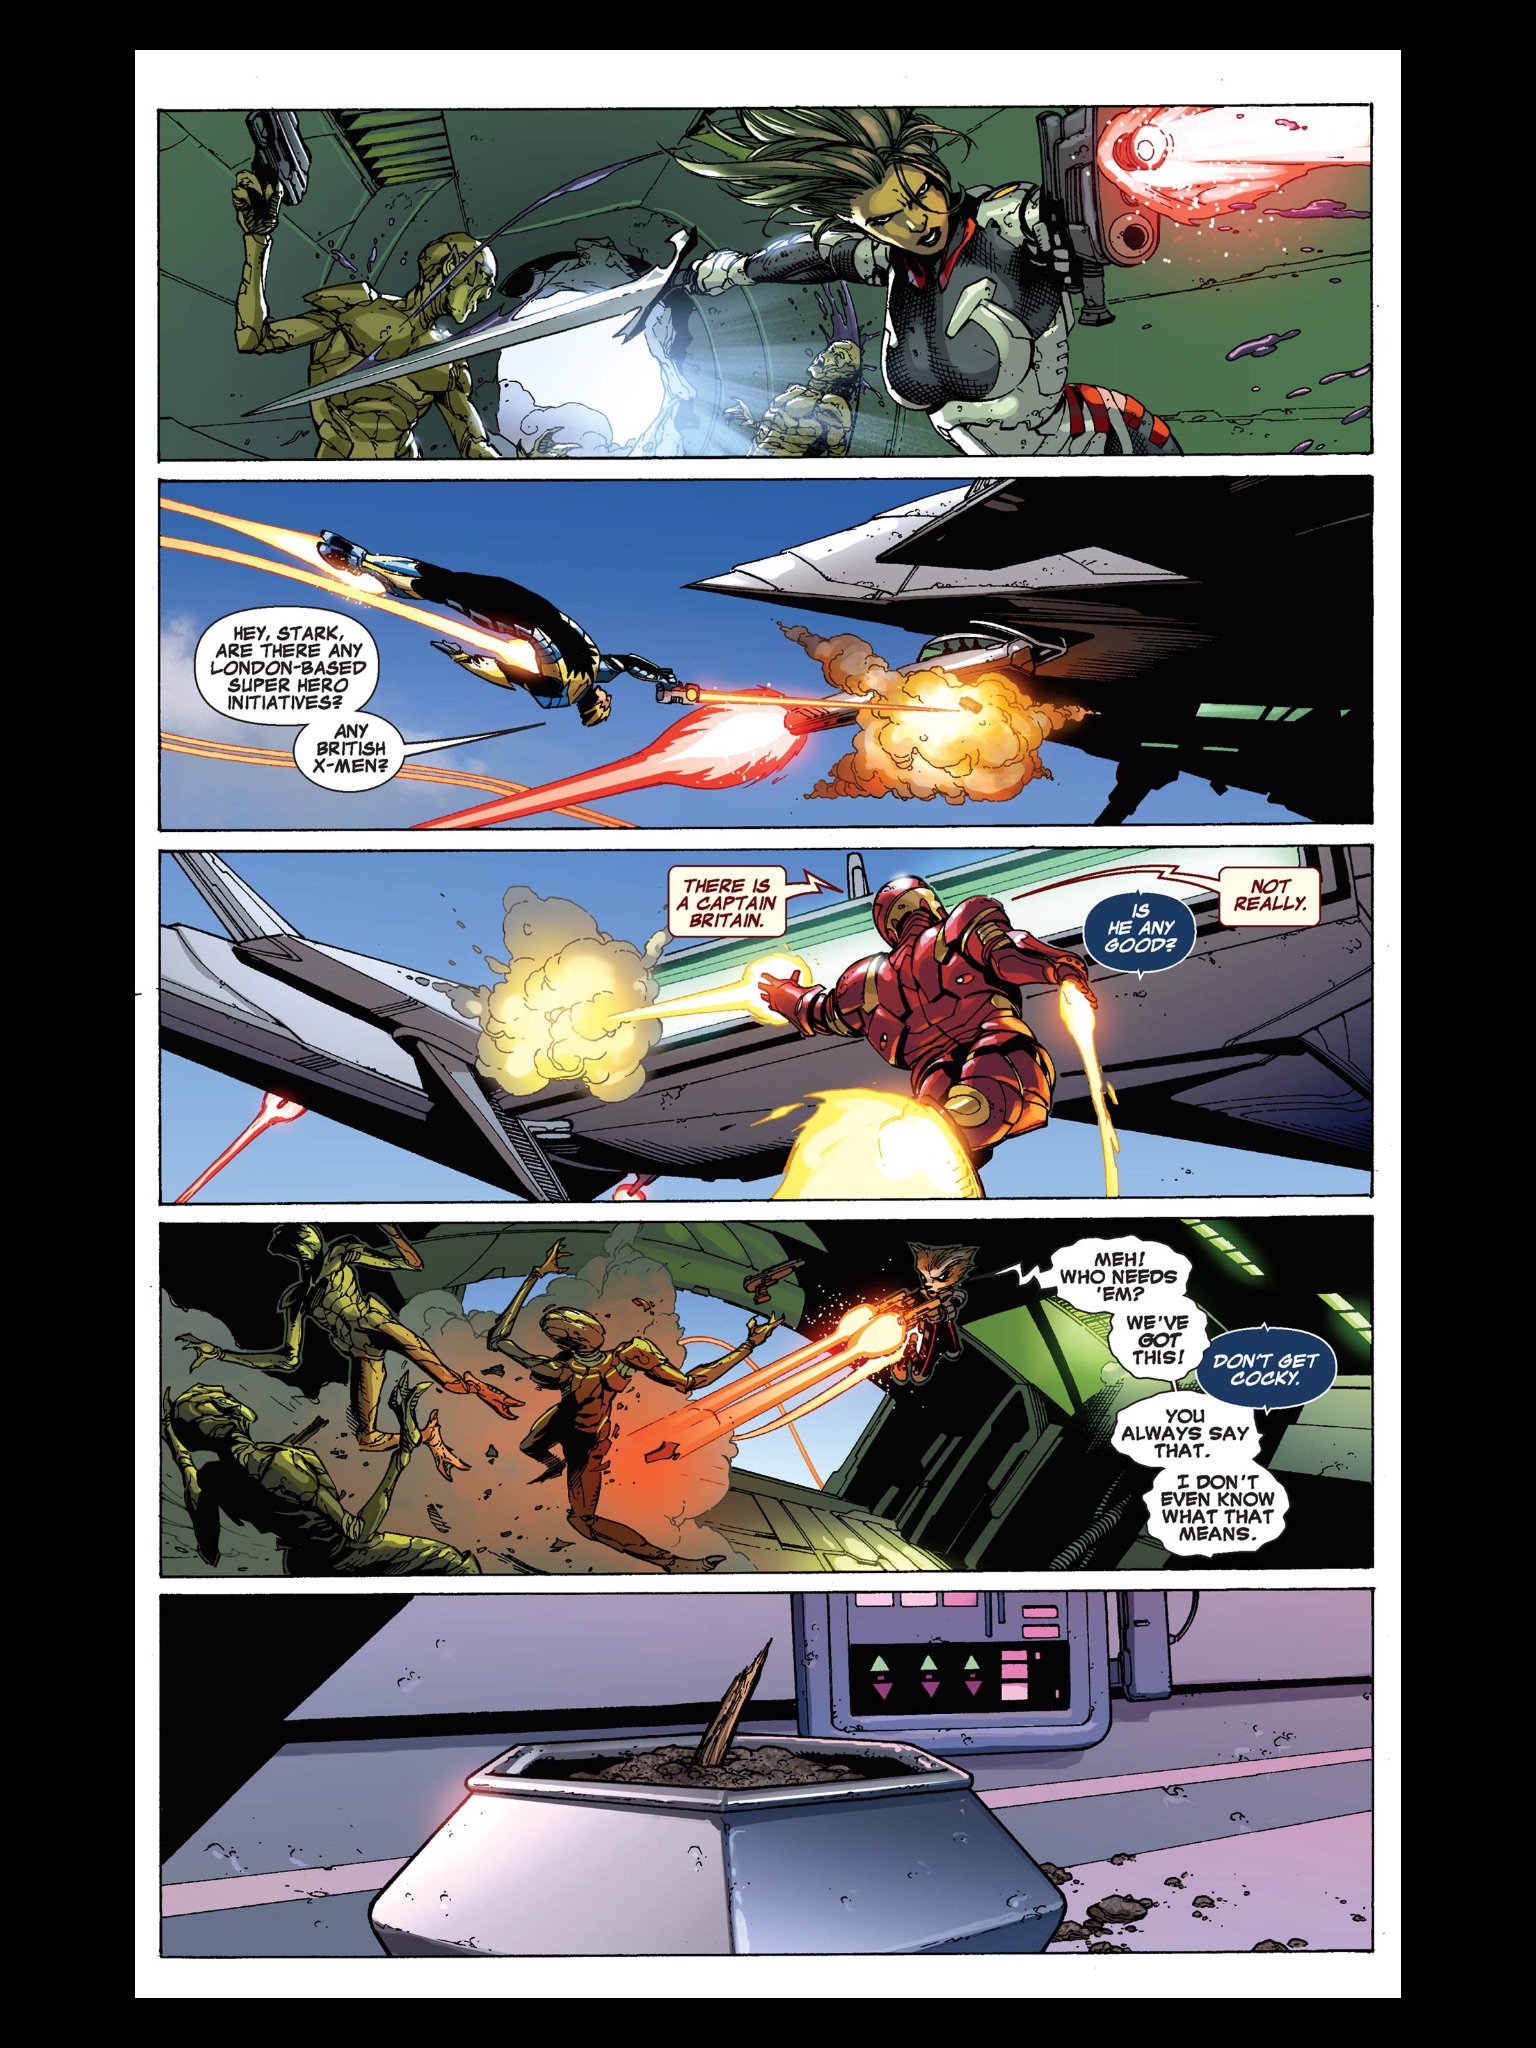 HEY, STARK,
ARE THERE ANY
LONDON-BASED
SUPER HERO
INITIATIVES?
ANY
BRITISH
X-MEN?
THERE IS
A CAPTAIN
BRITAIN.
IS
HE ANY
GOOD?
NOT
REALLY.
MEH!
WHO NEEDS
'EM?
WE'VE
GOT
THIS!
DON'T GET
COCKY.
YOU
ALWAYS SAY
THAT.
I DON'T
EVEN KNOW
WHAT THAT
MEANS.